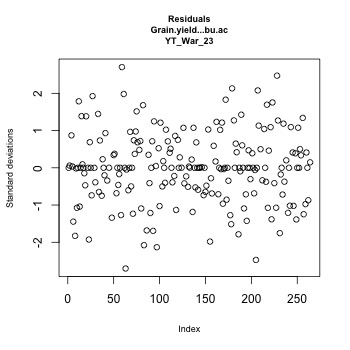 Residuals
Grain.yield...bu.ac
YT_War_23
Standard deviations
2
1
0
-1
-2
0 50 100 150 200 250
Index